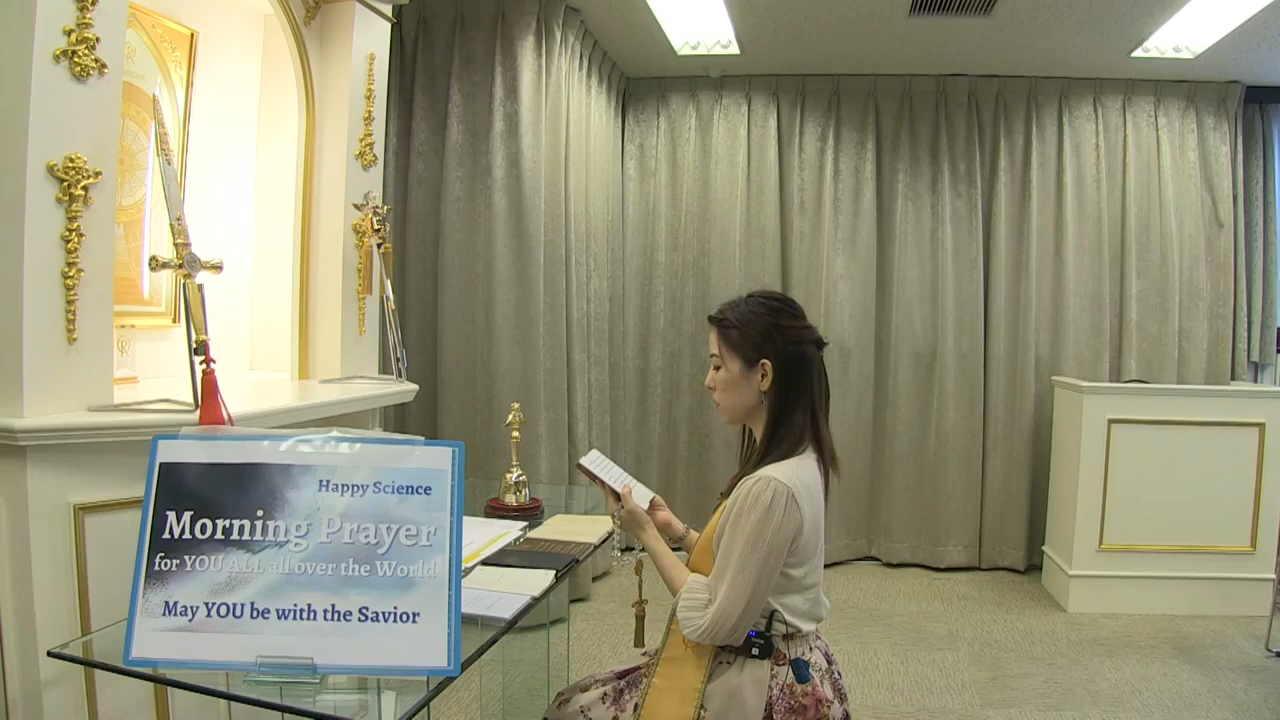 Happy Science
Morning Prayer
for YOU ALL all over the World
May YOU be with the Savior